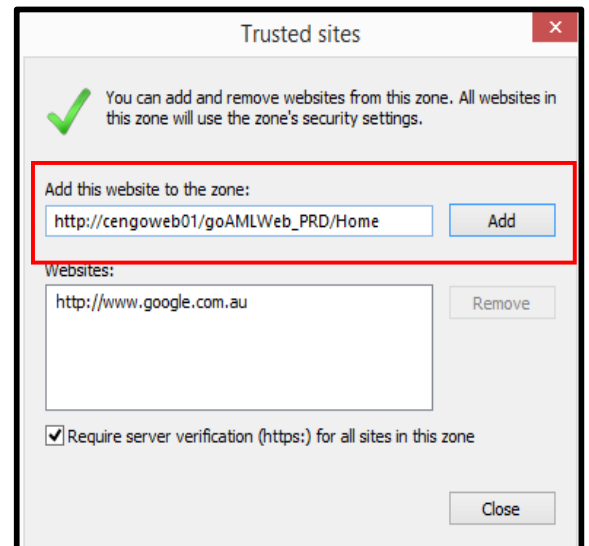 Trusted sites
You can add and remove websites from this zone. All websites in
this zone will use the zone's security settings.
Add this website to the zone:
http://cengoweb01/goAMLWeb_PRD/Home
Add
Websites:
http://www.google.com.au
Remove
Require server verification (https:) for all sites in this zone
Close